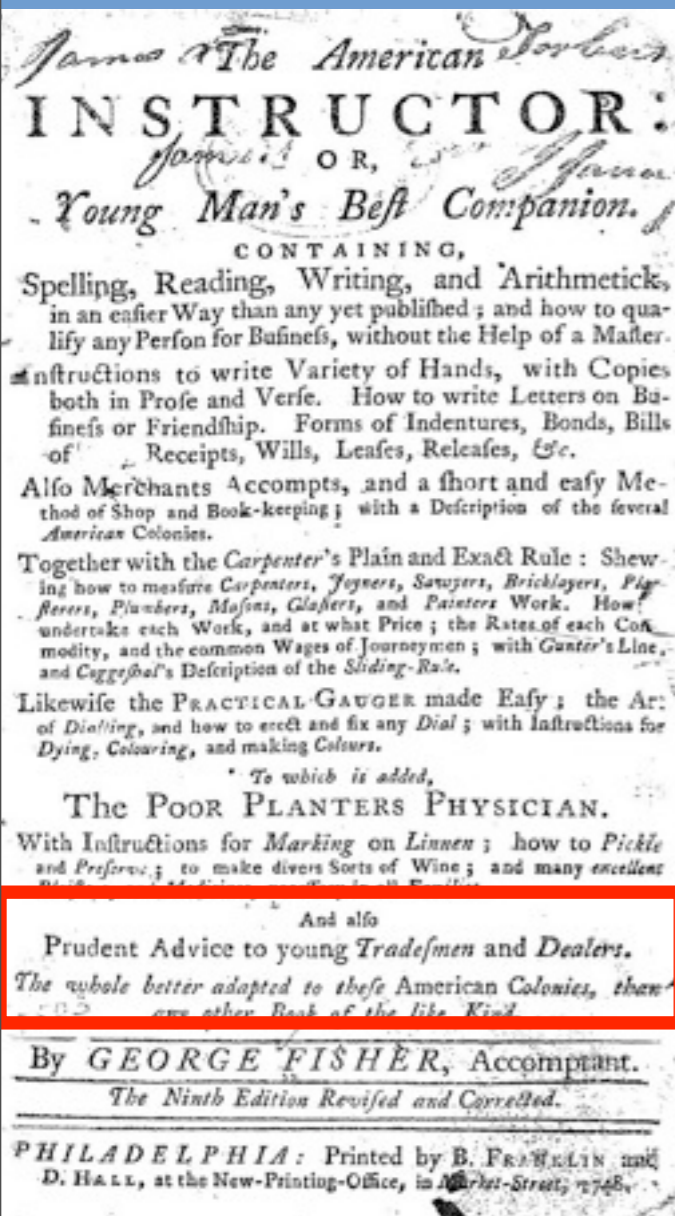 James
The American
INSTRUCTOR:
OR,
Young Man's Beſt Companion.
CONTAINING,
Spelling, Reading, Writing, and Arithmetick,
in an eaſier Way than any yet publiſhed; and how to qua-
lify any Perſon for Buſineſs, without the Help of a Maſter.
Inſtructions to write Variety of Hands, with Copies
both in Proſe and Verſe. How to write Letters on Bu-
ſineſs or Friendſhip. Forms of Indentures, Bonds, Bills
of Receipts, Wills, Leaſes, Releaſes, &c.
Alſo Merchants Accompts, and a ſhort and eaſy Me-
thod of Shop and Book-keeping; with a Deſcription of the ſeveral
American Colonies.
Together with the Carpenter's Plain and Exact Rule: Shew-
ing how to meaſure Carpenters, Joyners, Sawyers, Bricklayers, Pla-
ſterers, Plumbers, Maſons, Glaſiers, and Painters Work. How
undertake each Work, and at what Price; the Rates of each Com
modity, and the common Wages of Journeymen; with Gunter's Line,
and Coggeſhal's Deſcription of the Sliding-Rule.
Likewiſe the PRACTICAL GAUGER made Eaſy; the Art
of Dialling, and how to erect and fix any Dial; with Inſtructions for
Dying, Colouring, and making Colours.
To which is added,
The POOR PLANTERS PHYSICIAN.
With Inſtructions for Marking on Linnen; how to Pickle
and Preſerve; to make divers Sorts of Wine; and many excellent
And alſo
Prudent Advice to young Tradeſmen and Dealers.
The whole better adapted to theſe American Colonies, than
any other Book of the like Kind.
By GEORGE FISHER, Accomptant.
The Ninth Edition Reviſed and Corrected.
PHILADELPHIA: Printed by B. FRANKLIN and
D. HALL, at the New-Printing-Office, in Market-Street, 1748.